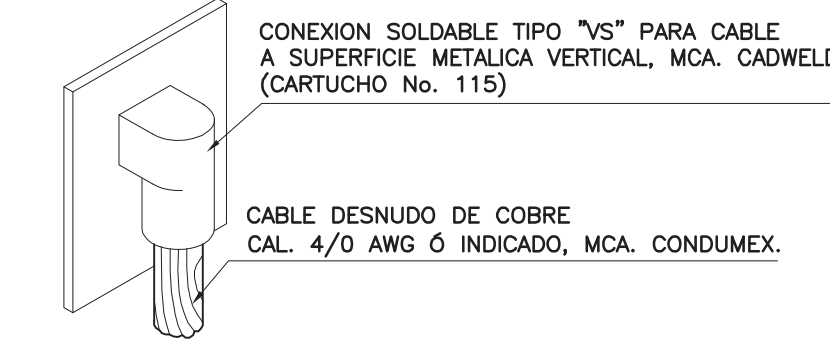 CONEXION SOLDABLE TIPO "VS" PARA CABLE
A SUPERFICIE METALICA VERTICAL, MCA. CADWELD
(CARTUCHO No. 115)
CABLE DESNUDO DE COBRE
CAL. 4/0 AWG Ó INDICADO, MCA. CONDUMEX.